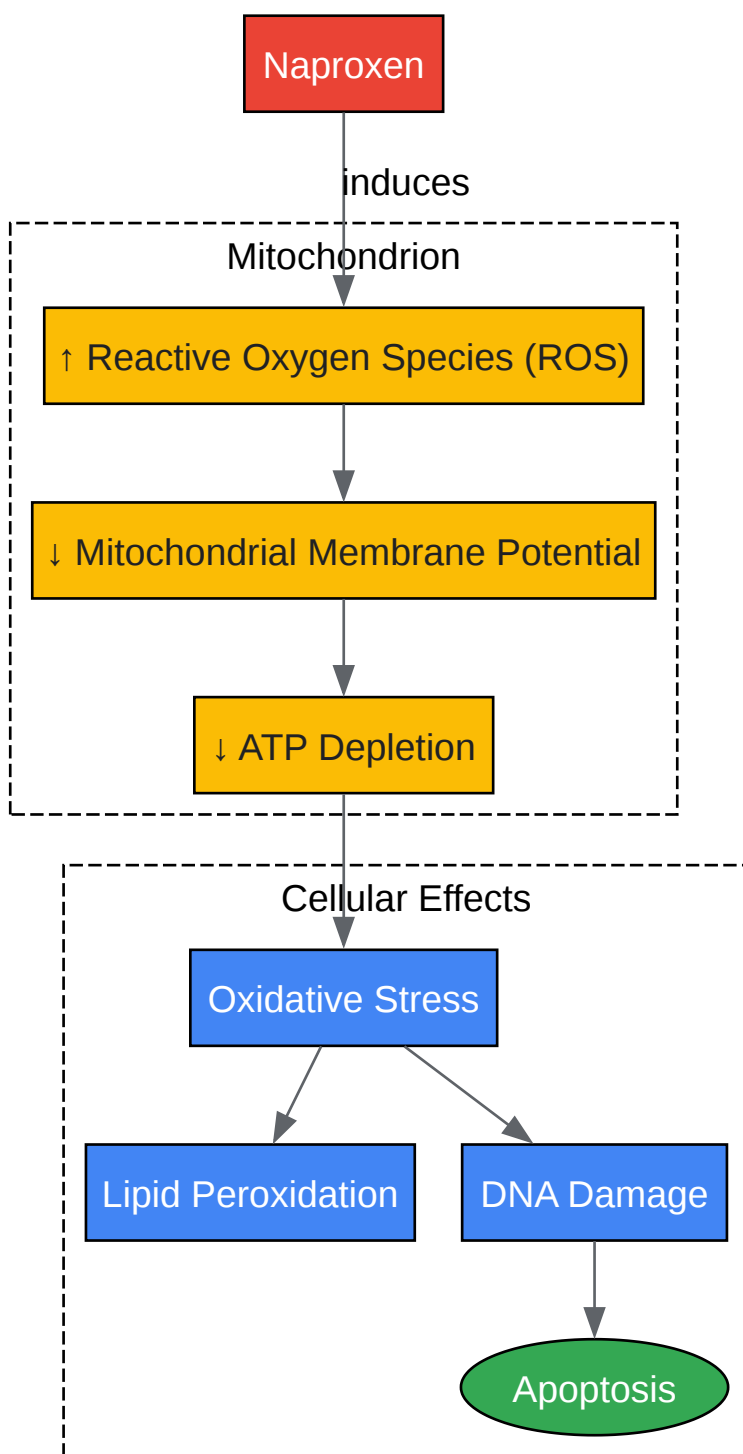 Naproxen
induces
Mitochondrion
↑ Reactive Oxygen Species (ROS)
↓ Mitochondrial Membrane Potential
↓ ATP Depletion
Cellular Effects
Oxidative Stress
Lipid Peroxidation
DNA Damage
Apoptosis